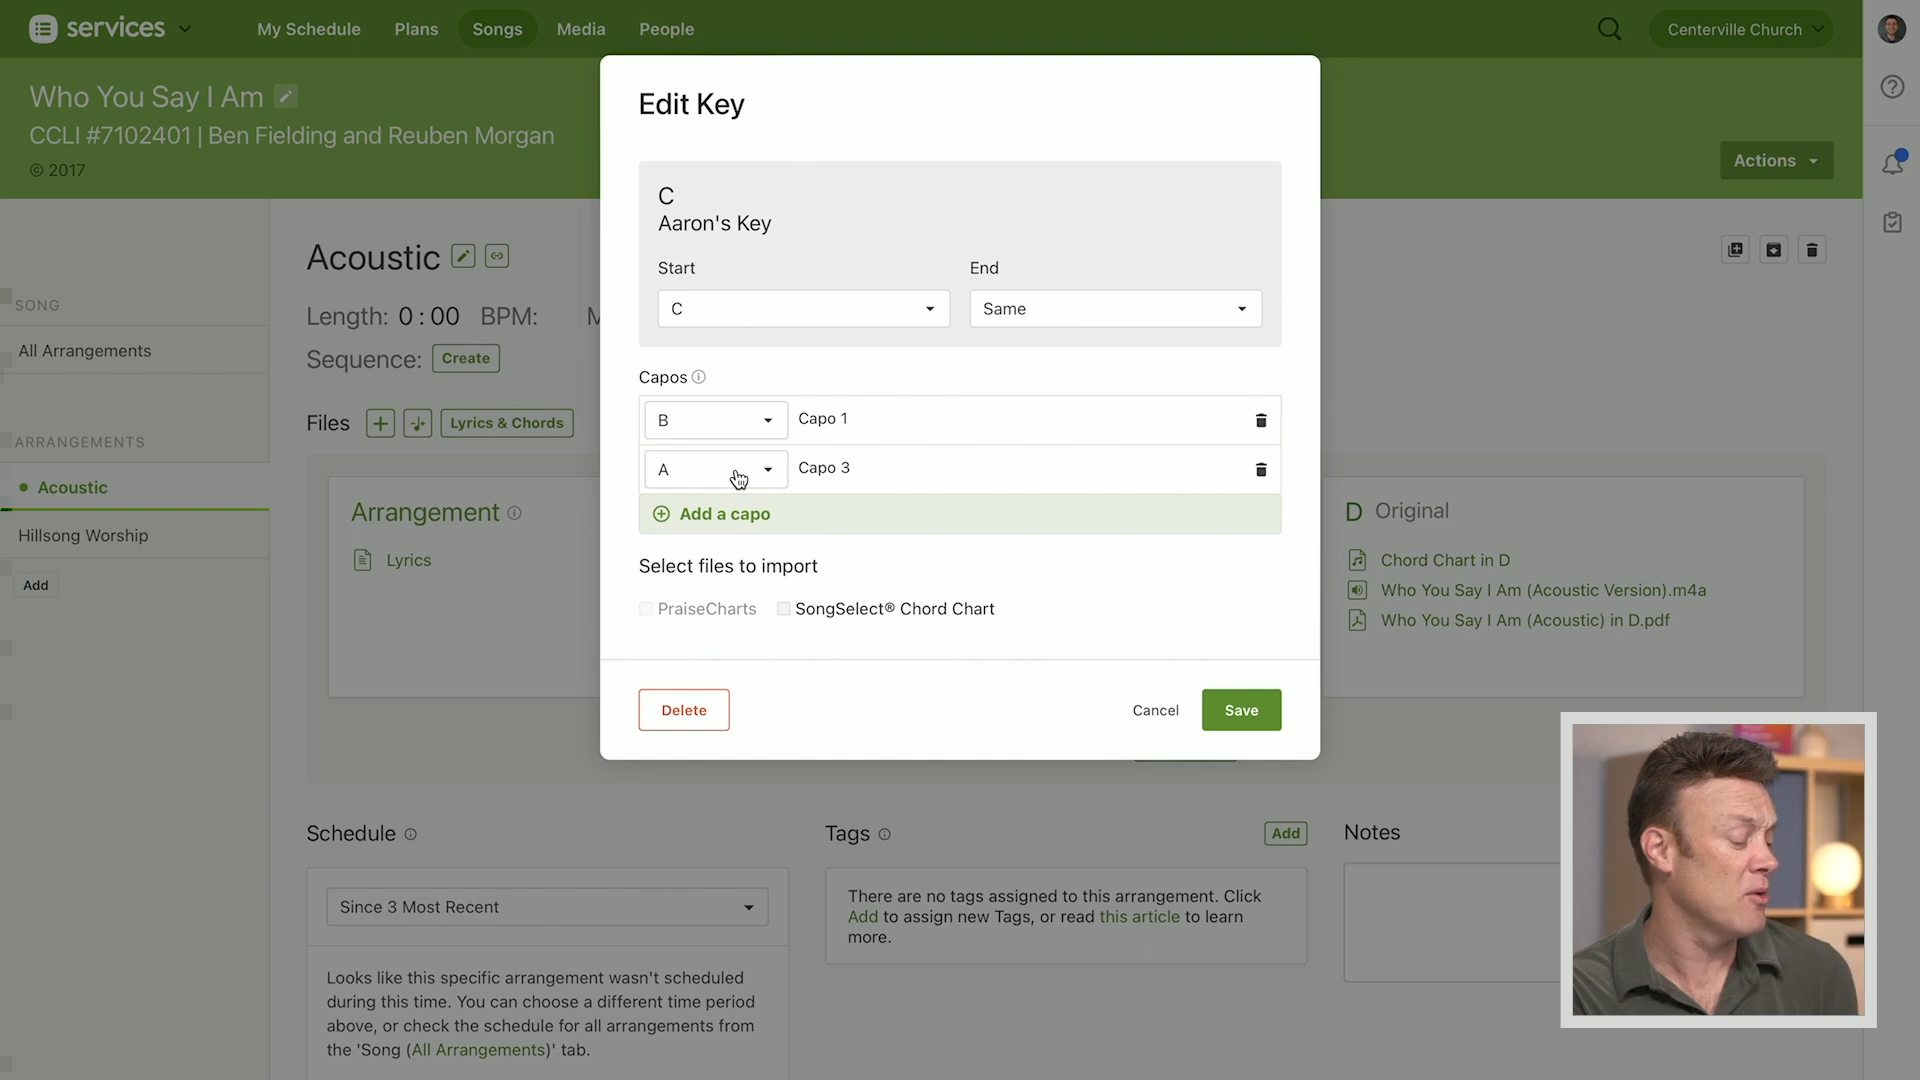 services
My Schedule
Plans
Songs
Media
People
Centerville Church
Who You Say I Am
CCLI #7102401 | Ben Fielding and Reuben Morgan
© 2017
Actions
SONG
All Arrangements
ARRANGEMENTS
Acoustic
Hillsong Worship
Add
Acoustic
Length: 0:00 BPM: M
Sequence: Create
Files
Lyrics & Chords
Arrangement
Lyrics
Edit Key
C
Aaron's Key
Start
End
C
Same
Capos
B
Capo 1
A
Capo 3
Add a capo
Select files to import
PraiseCharts
SongSelect® Chord Chart
Delete
Cancel
Save
D Original
Chord Chart in D
Who You Say I Am (Acoustic Version).m4a
Who You Say I Am (Acoustic) in D.pdf
Schedule
Since 3 Most Recent
Looks like this specific arrangement wasn't scheduled
during this time. You can choose a different time period
above, or check the schedule for all arrangements from
the 'Song (All Arrangements)' tab.
Tags
Add
There are no tags assigned to this arrangement. Click
Add to assign new Tags, or read this article to learn
more.
Notes